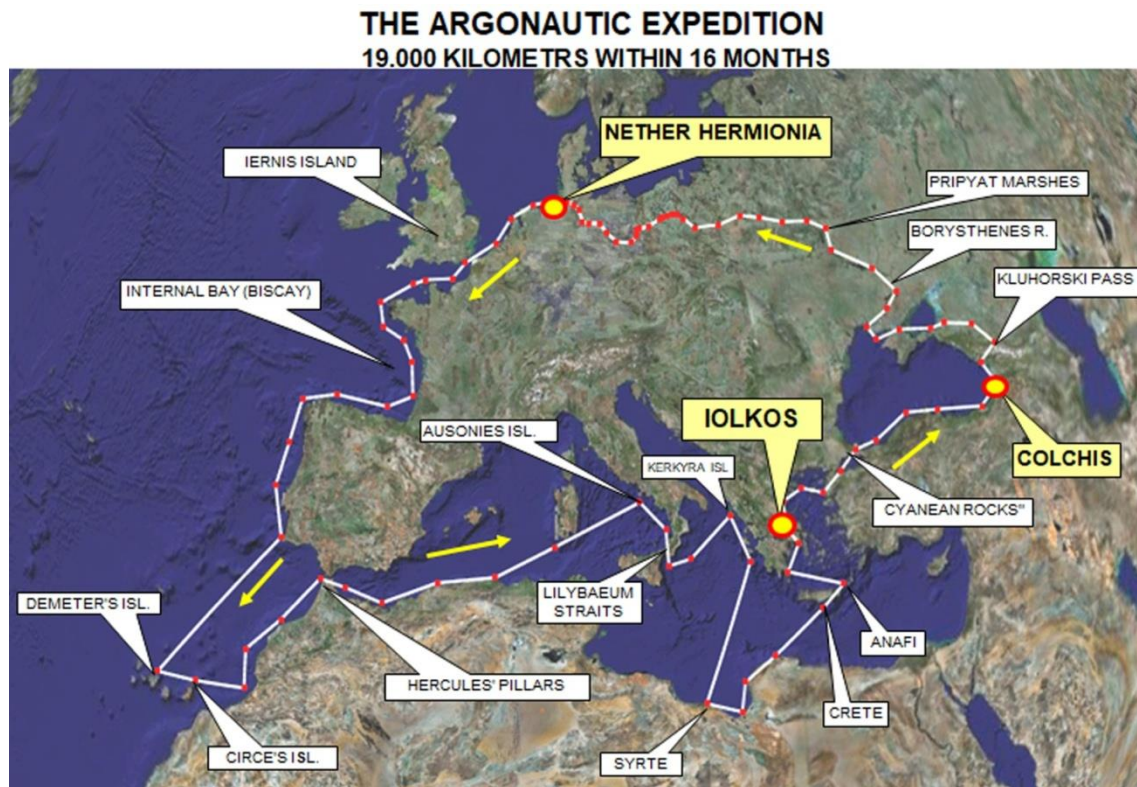 THE ARGONAUTIC EXPEDITION
19.000 KILOMETRS WITHIN 16 MONTHS
NETHER HERMIONIA
IERNIS ISLAND
PRIPYAT MARSHES
BORYSTHENES R.
KLUHORSKI PASS
INTERNAL BAY (BISCAY)
IOLKOS
AUSONIES ISL.
KERKYRA ISL
COLCHIS
CYANEAN ROCKS"
DEMETER'S ISL.
LILYBAEUM
STRAITS
ANAFI
HERCULES' PILLARS
CRETE
CIRCE'S ISL.
SYRTE